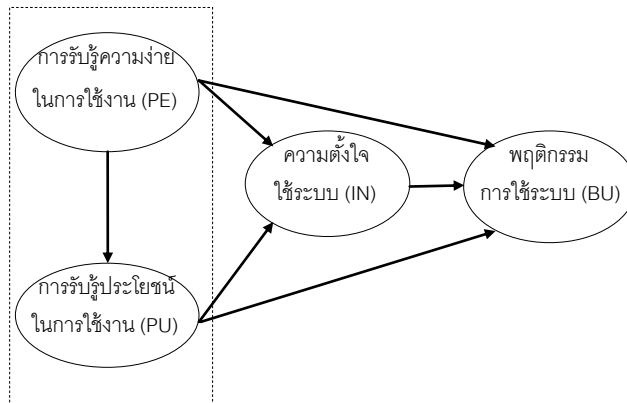 การรับรู้ความง่าย
ในการใช้งาน (PE)
ความตั้งใจ
ใช้ระบบ (IN)
พฤติกรรม
การใช้ระบบ (BU)
การรับรู้ประโยชน์
ในการใช้งาน (PU)